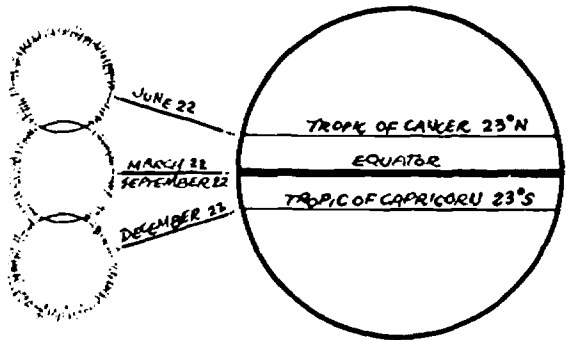 JUNE 22
TROPIC OF CANCER 23°N
MARCH 22
SEPTEMBER 22
EQUATOR
TROPIC OF CAPRICORN 23°S
DECEMBER 22